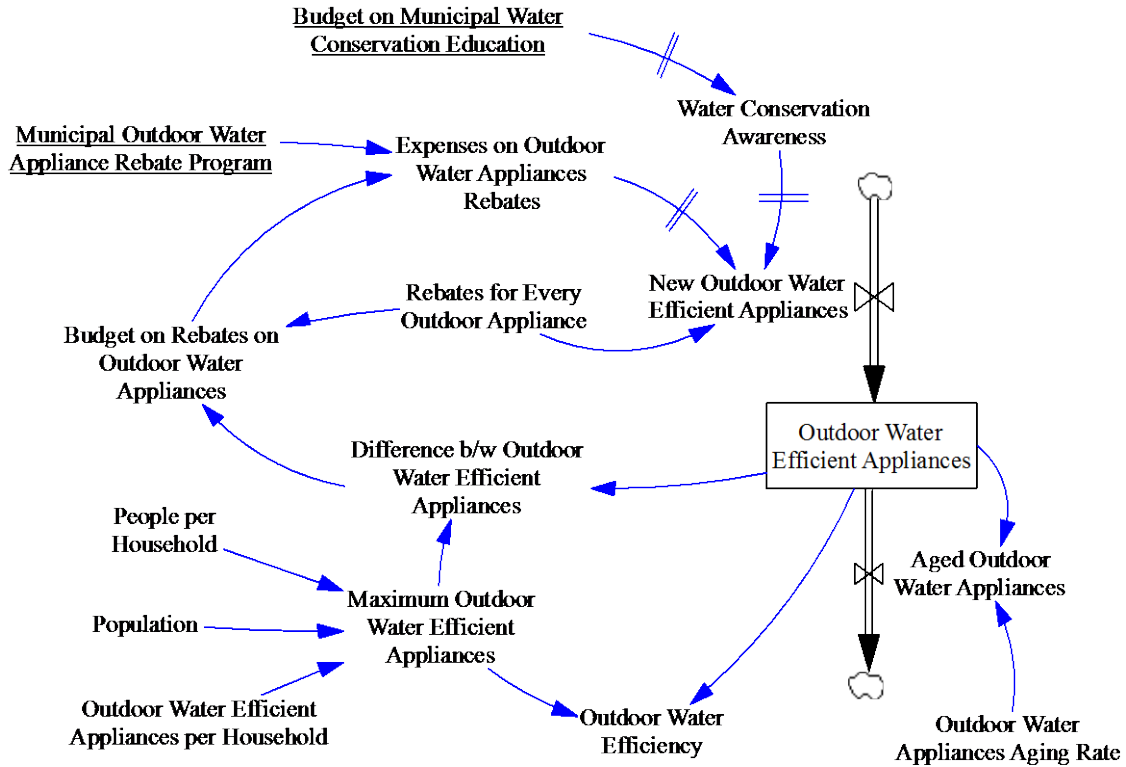 Budget on Municipal Water
Conservation Education
Water Conservation
Awareness
Municipal Outdoor Water
Appliance Rebate Program
Expenses on Outdoor
Water Appliances
Rebates
New Outdoor Water
Efficient Appliances
Rebates for Every
Outdoor Appliance
Budget on Rebates on
Outdoor Water
Appliances
Outdoor Water
Efficient Appliances
Difference b/w Outdoor
Water Efficient
Appliances
People per
Household
Aged Outdoor
Water Appliances
Maximum Outdoor
Water Efficient
Appliances
Population
Outdoor Water Efficient
Appliances per Household
Outdoor Water
Efficiency
Outdoor Water
Appliances Aging Rate